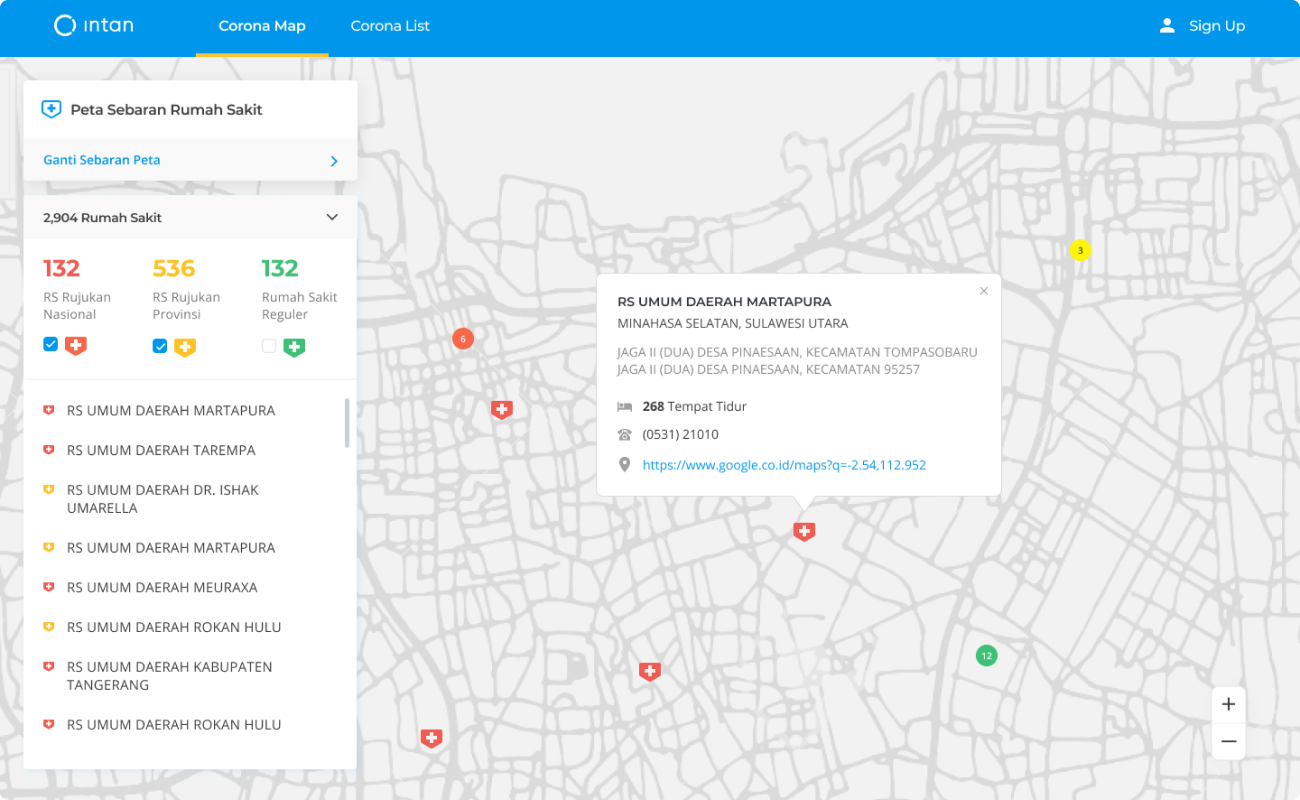 intan
Corona Map
Corona List
Sign Up
Peta Sebaran Rumah Sakit
Ganti Sebaran Peta
2,904 Rumah Sakit
132
536
132
RS Rujukan
Nasional
RS Rujukan
Provinsi
Rumah Sakit
Reguler
RS UMUM DAERAH MARTAPURA
RS UMUM DAERAH TAREMPA
RS UMUM DAERAH DR. ISHAK
UMARELLA
RS UMUM DAERAH MARTAPURA
RS UMUM DAERAH MEURAXA
RS UMUM DAERAH ROKAN HULU
RS UMUM DAERAH KABUPATEN
TANGERANG
RS UMUM DAERAH ROKAN HULU
6
3
RS UMUM DAERAH MARTAPURA
MINAHASA SELATAN, SULAWESI UTARA
JAGA II (DUA) DESA PINAESAAN, KECAMATAN TOMPASOBARU
JAGA II (DUA) DESA PINAESAAN, KECAMATAN 95257
268 Tempat Tidur
(0531) 21010
https://www.google.co.id/maps?q=-2.54,112.952
12